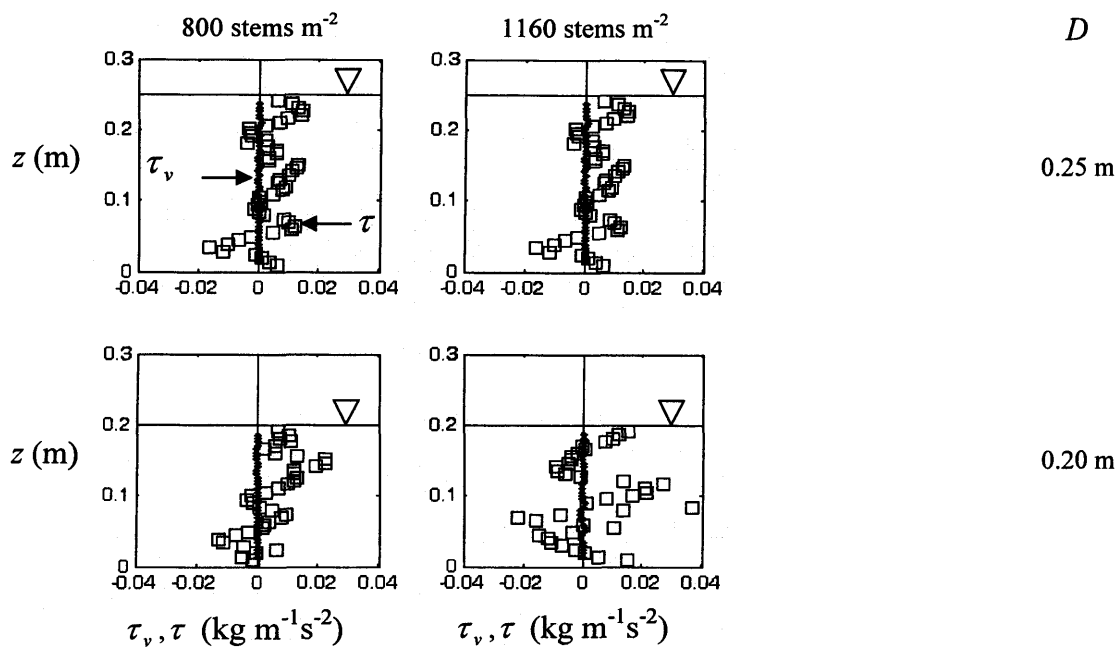 800 stems m⁻² 1160 stems m⁻² D
0.3 0.3
z (m) 0.2 0.2
τᵥ 0.25 m
0.1 0.1
τ
0 0
-0.04 -0.02 0 0.02 0.04 -0.04 -0.02 0 0.02 0.04
0.3 0.3
z (m) 0.2 0.2
0.20 m
0.1 0.1
0 0
-0.04 -0.02 0 0.02 0.04 -0.04 -0.02 0 0.02 0.04
τᵥ, τ (kg m⁻¹s⁻²) τᵥ, τ (kg m⁻¹s⁻²)